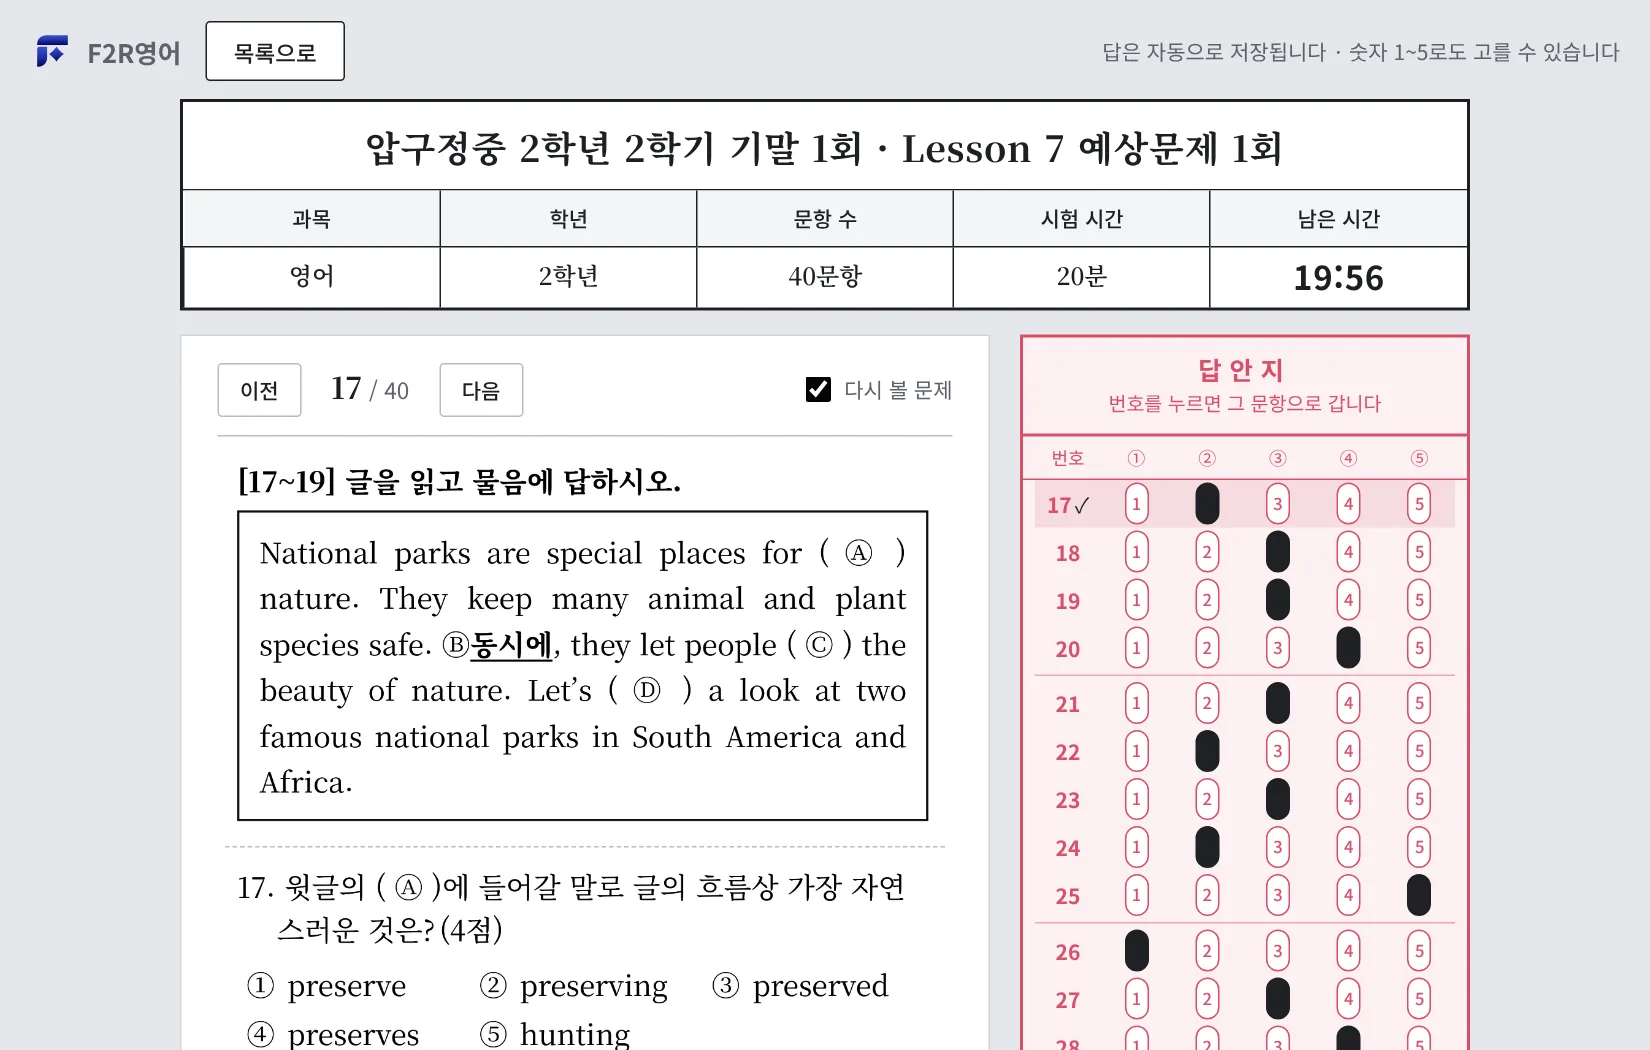 F2R영어 목록으로 답은 자동으로 저장됩니다 · 숫자 1~5로도 고를 수 있습니다
압구정중 2학년 2학기 기말 1회 · Lesson 7 예상문제 1회
과목 학년 문항 수 시험 시간 남은 시간
영어 2학년 40문항 20분 19:56
이전 17 / 40 다음 다시 볼 문제
[17~19] 글을 읽고 물음에 답하시오.
National parks are special places for ( Ⓐ )
nature. They keep many animal and plant
species safe. Ⓑ동시에, they let people ( Ⓒ ) the
beauty of nature. Let’s ( Ⓓ ) a look at two
famous national parks in South America and
Africa.
17. 윗글의 ( Ⓐ )에 들어갈 말로 글의 흐름상 가장 자연
스러운 것은? (4점)
① preserve ② preserving ③ preserved
④ preserves ⑤ hunting
답 안 지
번호를 누르면 그 문항으로 갑니다
번호 ① ② ③ ④ ⑤
17✓ 1 3 4 5
18 1 2 4 5
19 1 2 4 5
20 1 2 3 5
21 1 2 4 5
22 1 3 4 5
23 1 2 4 5
24 1 3 4 5
25 1 2 3 4
26 2 3 4 5
27 1 2 4 5
28 1 2 3 5